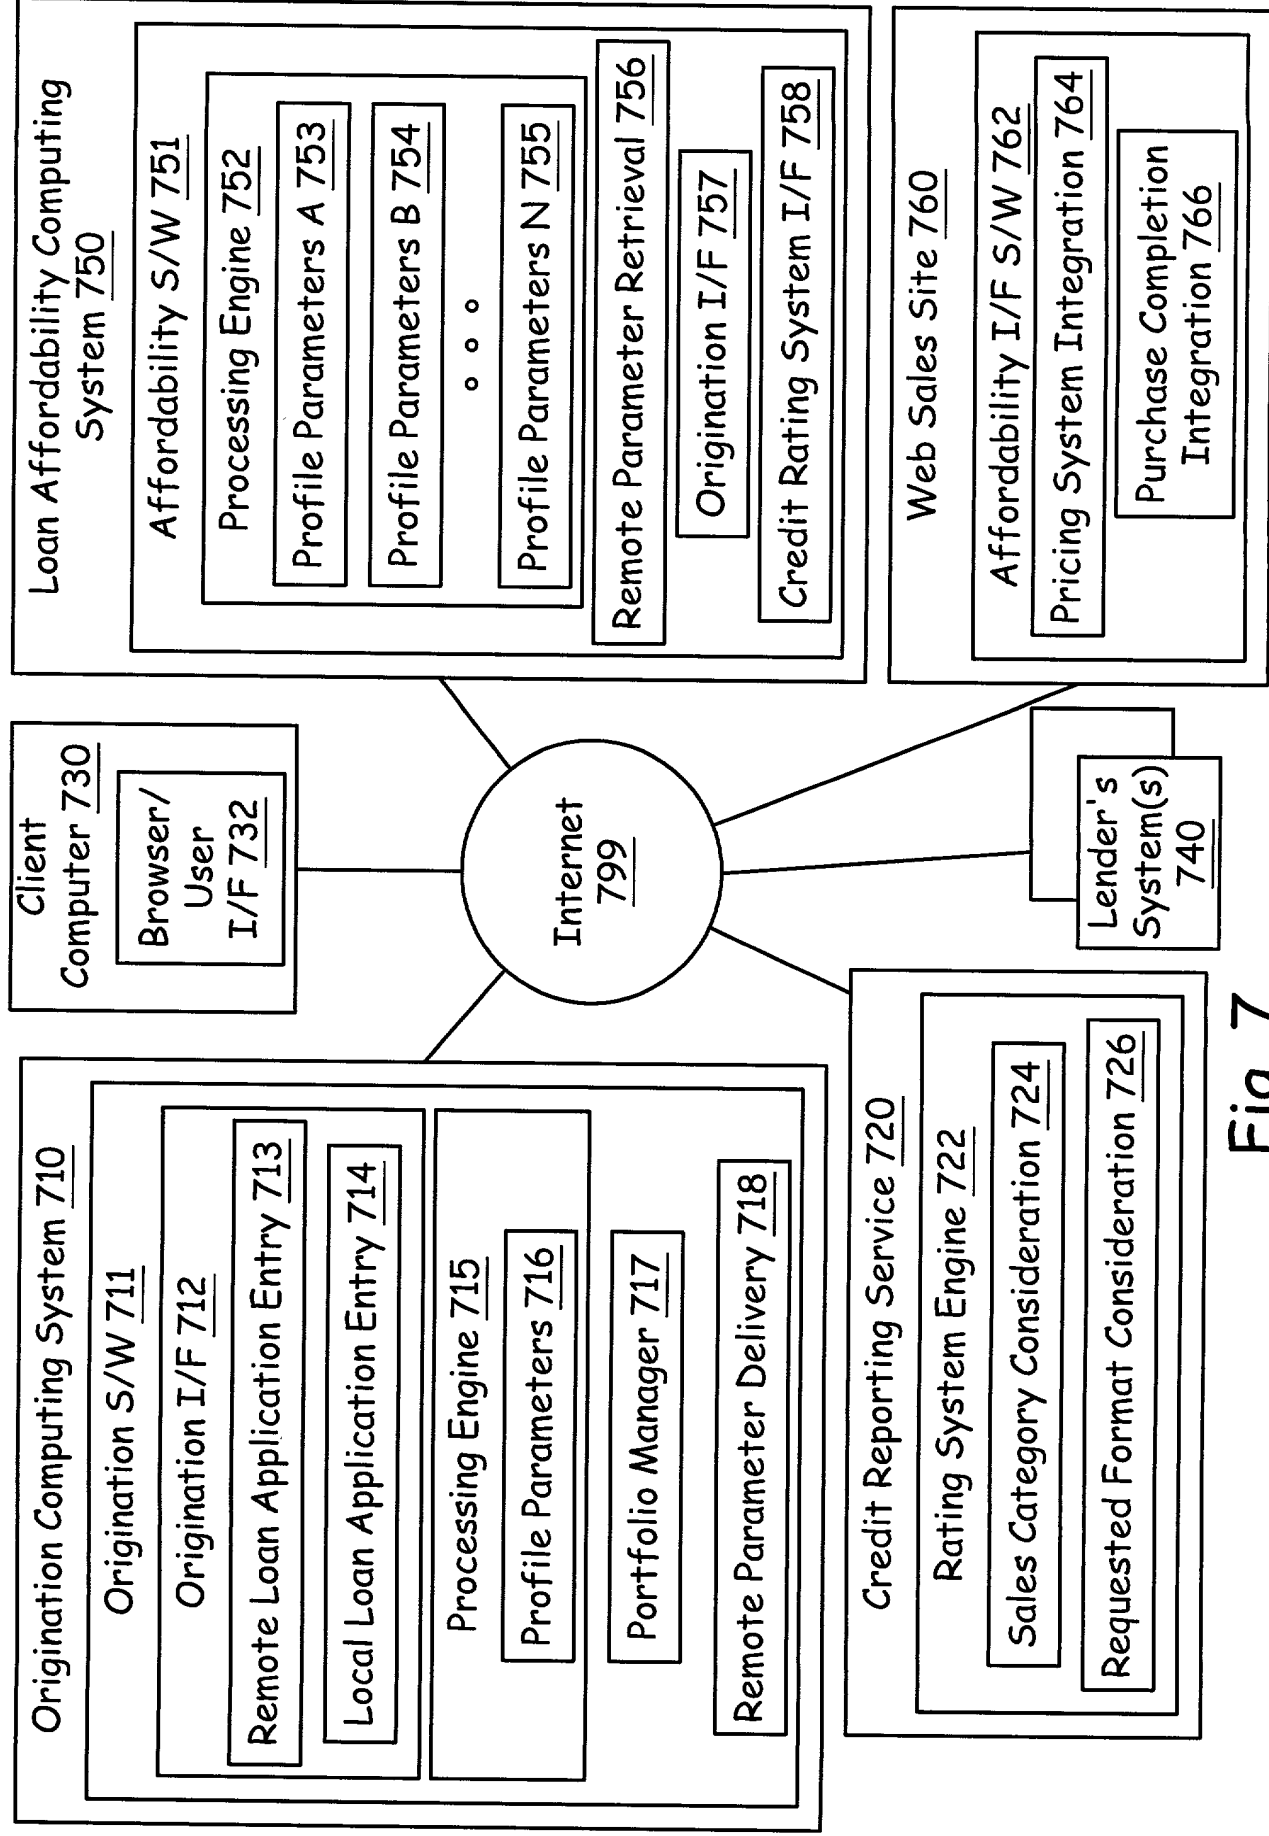 Origination Computing System 710
Origination S/W 711
Origination I/F 712
Remote Loan Application Entry 713
Local Loan Application Entry 714
Processing Engine 715
Profile Parameters 716
Portfolio Manager 717
Remote Parameter Delivery 718
Credit Reporting Service 720
Rating System Engine 722
Sales Category Consideration 724
Requested Format Consideration 726
Client
Computer 730
Browser/
User
I/F 732
Internet
799
Lender's
System(s)
740
Loan Affordability Computing
System 750
Affordability S/W 751
Processing Engine 752
Profile Parameters A 753
Profile Parameters B 754
Profile Parameters N 755
Remote Parameter Retrieval 756
Origination I/F 757
Credit Rating System I/F 758
Web Sales Site 760
Affordability I/F S/W 762
Pricing System Integration 764
Purchase Completion
Integration 766
Fig. 7